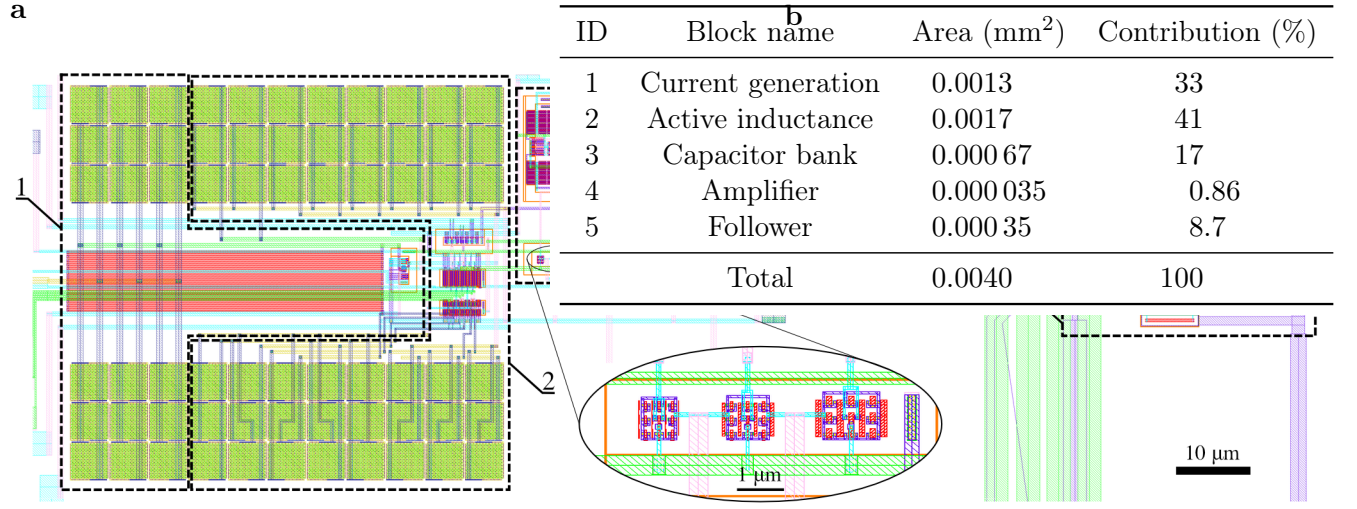 a
b
ID Block name Area (mm²) Contribution (%)
1 Current generation 0.0013 33
2 Active inductance 0.0017 41
3 Capacitor bank 0.000 67 17
4 Amplifier 0.000 035 0.86
5 Follower 0.000 35 8.7
Total 0.0040 100
1
2
1 μm
10 μm